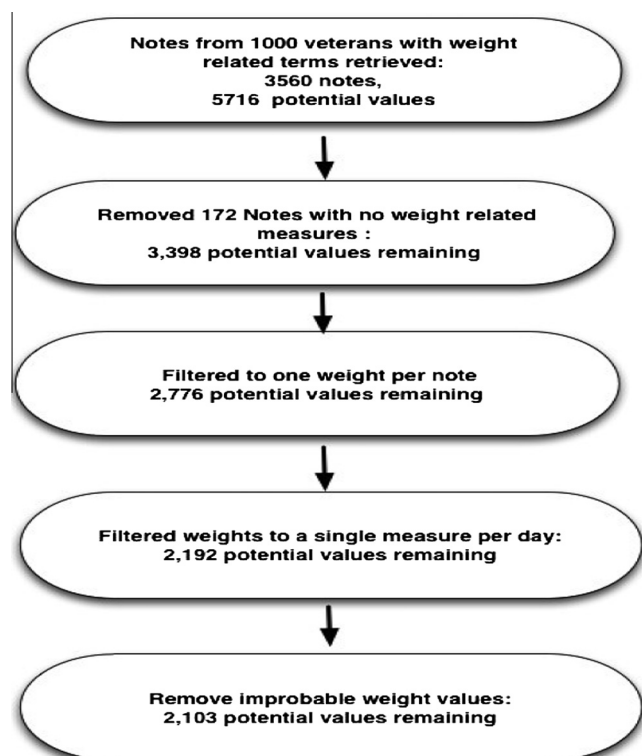 Notes from 1000 veterans with weight
related terms retrieved:
3560 notes,
5716 potential values
Removed 172 Notes with no weight related
measures :
3,398 potential values remaining
Filtered to one weight per note
2,776 potential values remaining
Filtered weights to a single measure per day:
2,192 potential values remaining
Remove improbable weight values:
2,103 potential values remaining